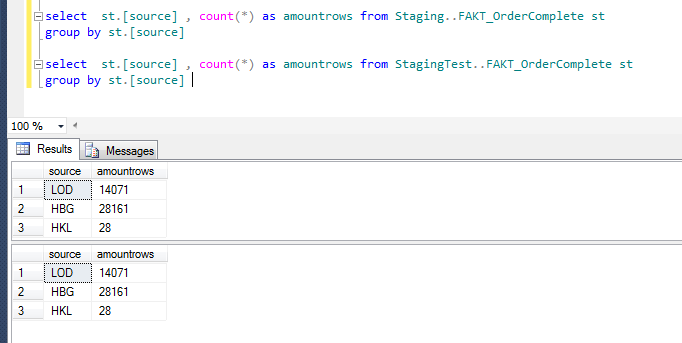 select  st.[source] , count(*) as amountrows from Staging..FAKT_OrderComplete st
group by st.[source]
select  st.[source] , count(*) as amountrows from StagingTest..FAKT_OrderComplete st
group by st.[source]
100 %
Results Messages
source amountrows
1 LOD 14071
2 HBG 28161
3 HKL 28
source amountrows
1 LOD 14071
2 HBG 28161
3 HKL 28